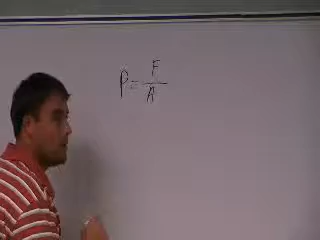 P = F/A